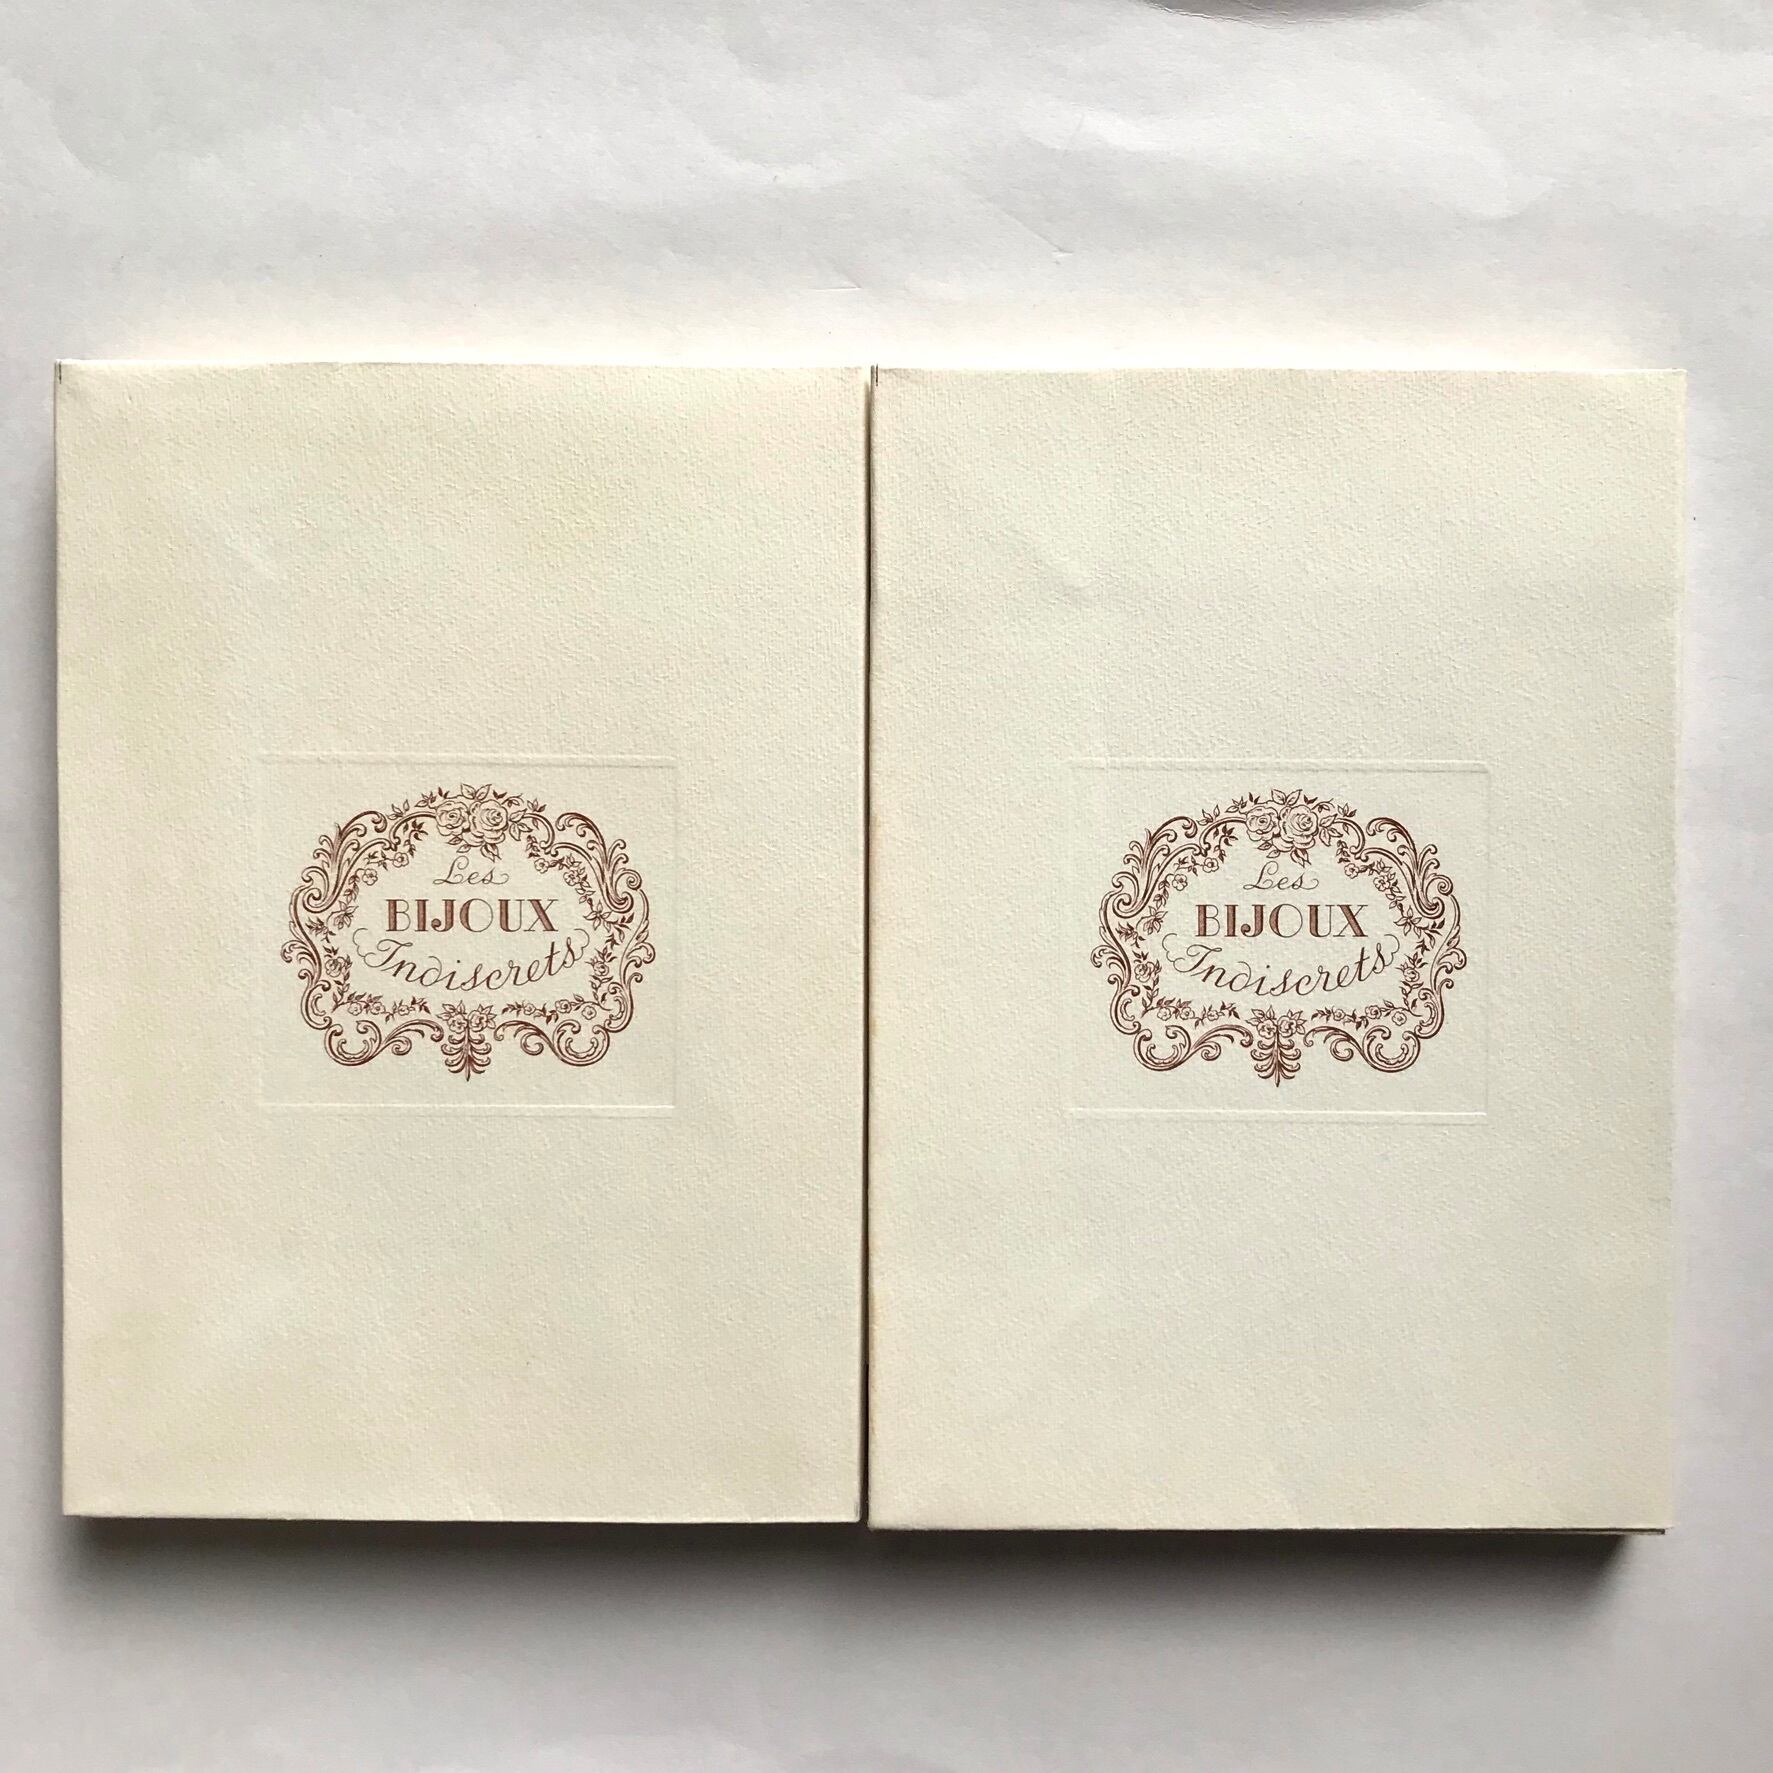 Les
BIJOUX
Indiscrets
Les
BIJOUX
Indiscrets